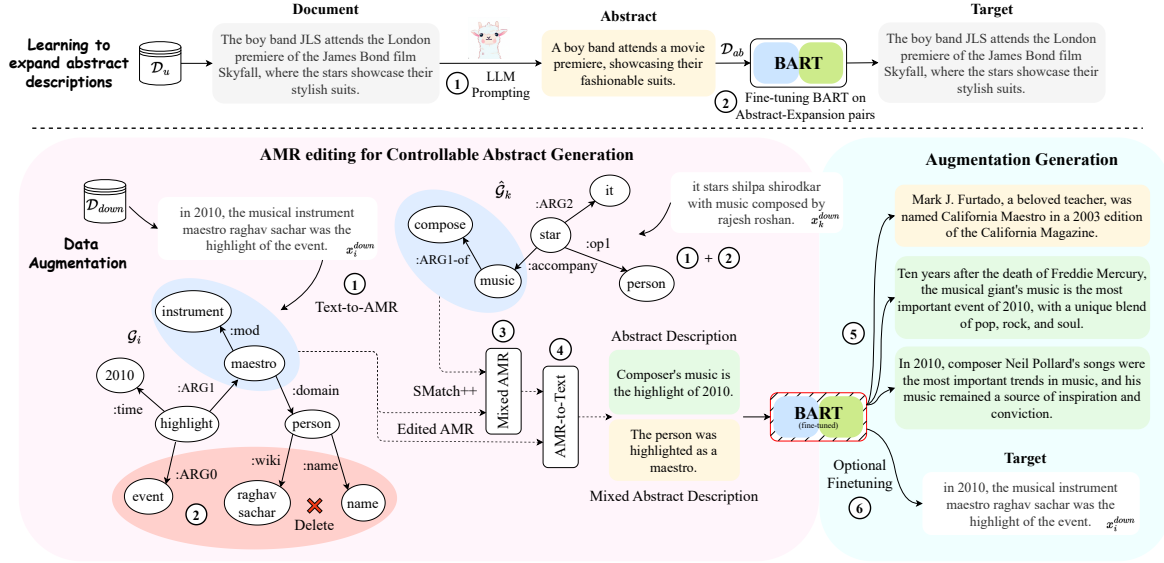 Document
Abstract
Target
Learning to
expand abstract
descriptions
𝒟u
The boy band JLS attends the London
premiere of the James Bond film
Skyfall, where the stars showcase their
stylish suits.
1
LLM
Prompting
A boy band attends a movie
premiere, showcasing their
fashionable suits.
𝒟ab
BART
2
Fine-tuning BART on
Abstract-Expansion pairs
The boy band JLS attends the London
premiere of the James Bond film
Skyfall, where the stars showcase their
stylish suits.
AMR editing for Controllable Abstract Generation
𝒟down
Data
Augmentation
in 2010, the musical instrument
maestro raghav sachar was the
highlight of the event. x_i^down
1
Text-to-AMR
𝒢i
instrument
:mod
maestro
2010
:ARG1
:time
highlight
:domain
person
:ARG0
:wiki
:name
event
raghav
sachar
name
2
Delete
Ĝk
it
:ARG2
compose
star
:ARG1-of
:op1
:accompany
music
person
it stars shilpa shirodkar
with music composed by
rajesh roshan. x_k^down
1 + 2
3
4
SMatch++
Edited AMR
Mixed AMR
AMR-to-Text
Abstract Description
Composer's music is
the highlight of 2010.
The person was
highlighted as a
maestro.
Mixed Abstract Description
BART
(fine-tuned)
Augmentation Generation
5
Mark J. Furtado, a beloved teacher, was
named California Maestro in a 2003 edition
of the California Magazine.
Ten years after the death of Freddie Mercury,
the musical giant's music is the most
important event of 2010, with a unique blend
of pop, rock, and soul.
In 2010, composer Neil Pollard's songs were
the most important trends in music, and his
music remained a source of inspiration and
conviction.
Optional
Finetuning
6
Target
in 2010, the musical instrument
maestro raghav sachar was the
highlight of the event. x_i^down